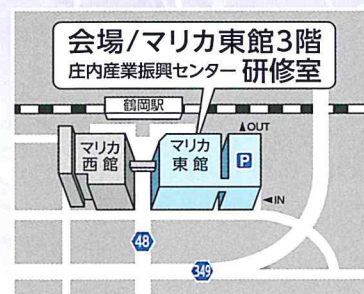 会場/マリカ東館3階
庄内産業振興センター 研修室
鶴岡駅
▲OUT
マリカ
西館
マリカ
東館
P
◀IN
48
349